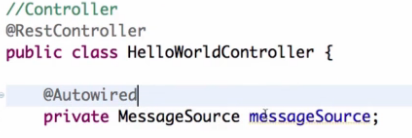 //Controller
@RestController
public class HelloWorldController {
@Autowired
private MessageSource messageSource;